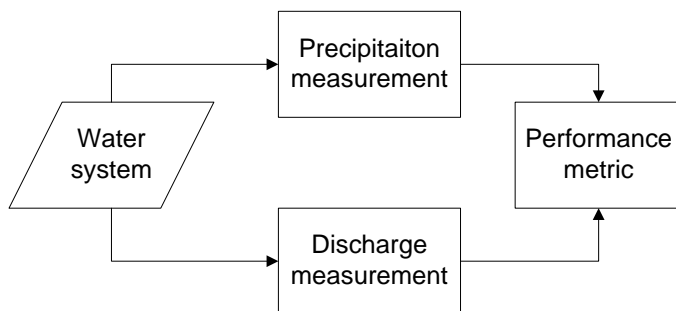 Precipitaiton
measurement
Water
system
Performance
metric
Discharge
measurement